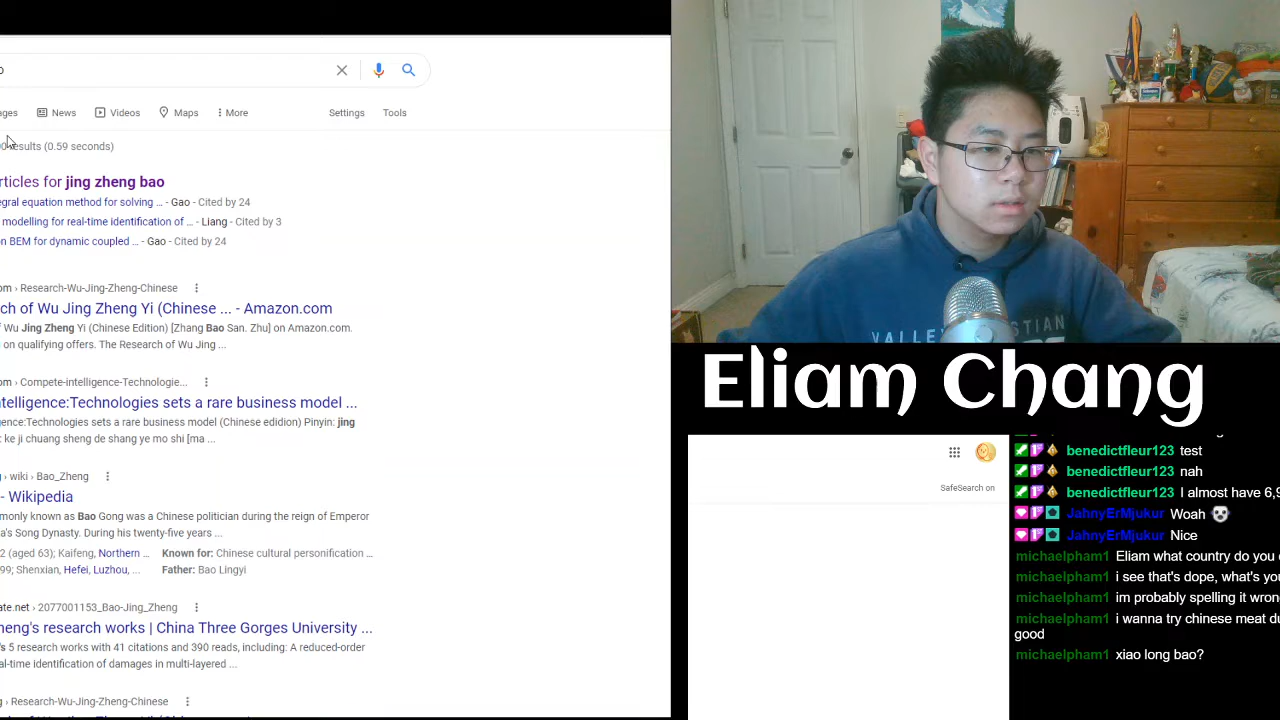 o
ages
News
Videos
Maps
More
Settings
Tools
results (0.59 seconds)
rticles for jing zheng bao
egral equation method for solving ... - Gao - Cited by 24
modelling for real-time identification of ... - Liang - Cited by 3
on BEM for dynamic coupled ... - Gao - Cited by 24
om › Research-Wu-Jing-Zheng-Chinese
ch of Wu Jing Zheng Yi (Chinese ... - Amazon.com
f Wu Jing Zheng Yi (Chinese Edition) [Zhang Bao San. Zhu] on Amazon.com.
on qualifying offers. The Research of Wu Jing ...
om › Compete-intelligence-Technologie...
ntelligence:Technologies sets a rare business model ...
ence:Technologies sets a rare business model (Chinese edidion) Pinyin: jing
: ke ji chuang sheng de shang ye mo shi [ma ...
› wiki › Bao_Zheng
- Wikipedia
monly known as Bao Gong was a Chinese politician during the reign of Emperor
a's Song Dynasty. During his twenty-five years ...
2 (aged 63); Kaifeng, Northern ... Known for: Chinese cultural personification ...
99; Shenxian, Hefei, Luzhou, ... Father: Bao Lingyi
ate.net › 2077001153_Bao-Jing_Zheng
heng's research works | China Three Gorges University ...
's 5 research works with 41 citations and 390 reads, including: A reduced-order
al-time identification of damages in multi-layered ...
› Research-Wu-Jing-Zheng-Chinese
VALLEY CHRISTIAN
Eliam Chang
SafeSearch on
benedictfleur123 test
benedictfleur123 nah
benedictfleur123 I almost have 6,9
JahnyErMjukur Woah
JahnyErMjukur Nice
michaelpham1 Eliam what country do you
michaelpham1 i see that's dope, what's you
michaelpham1 im probably spelling it wron
michaelpham1 i wanna try chinese meat du
good
michaelpham1 xiao long bao?